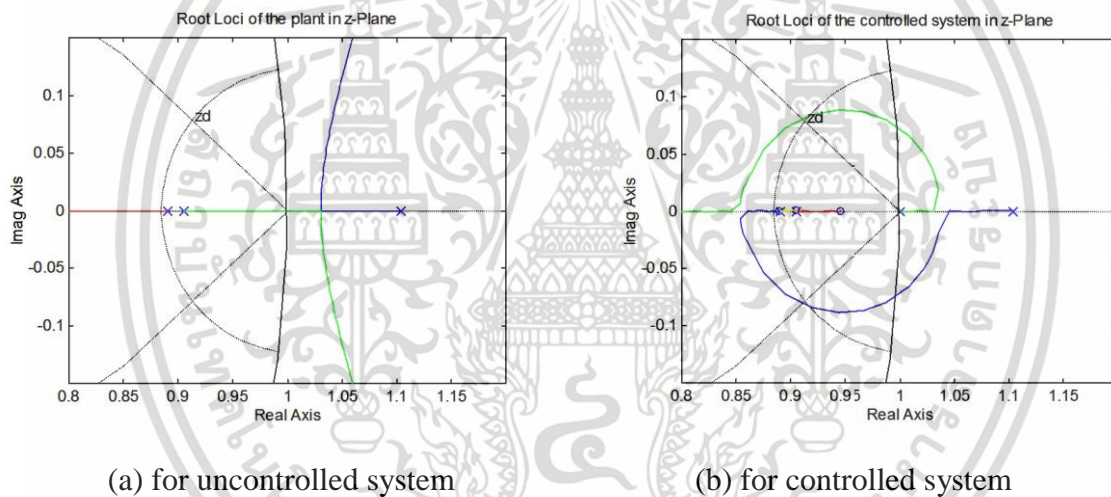 Root Loci of the plant in z-Plane
0.1
0.05
0
-0.05
-0.1
Imag Axis
zd
0.8 0.85 0.9 0.95 1 1.05 1.1 1.15
Real Axis
(a) for uncontrolled system
Root Loci of the controlled system in z-Plane
0.1
0.05
0
-0.05
-0.1
Imag Axis
zd
0.8 0.85 0.9 0.95 1 1.05 1.1 1.15
Real Axis
(b) for controlled system